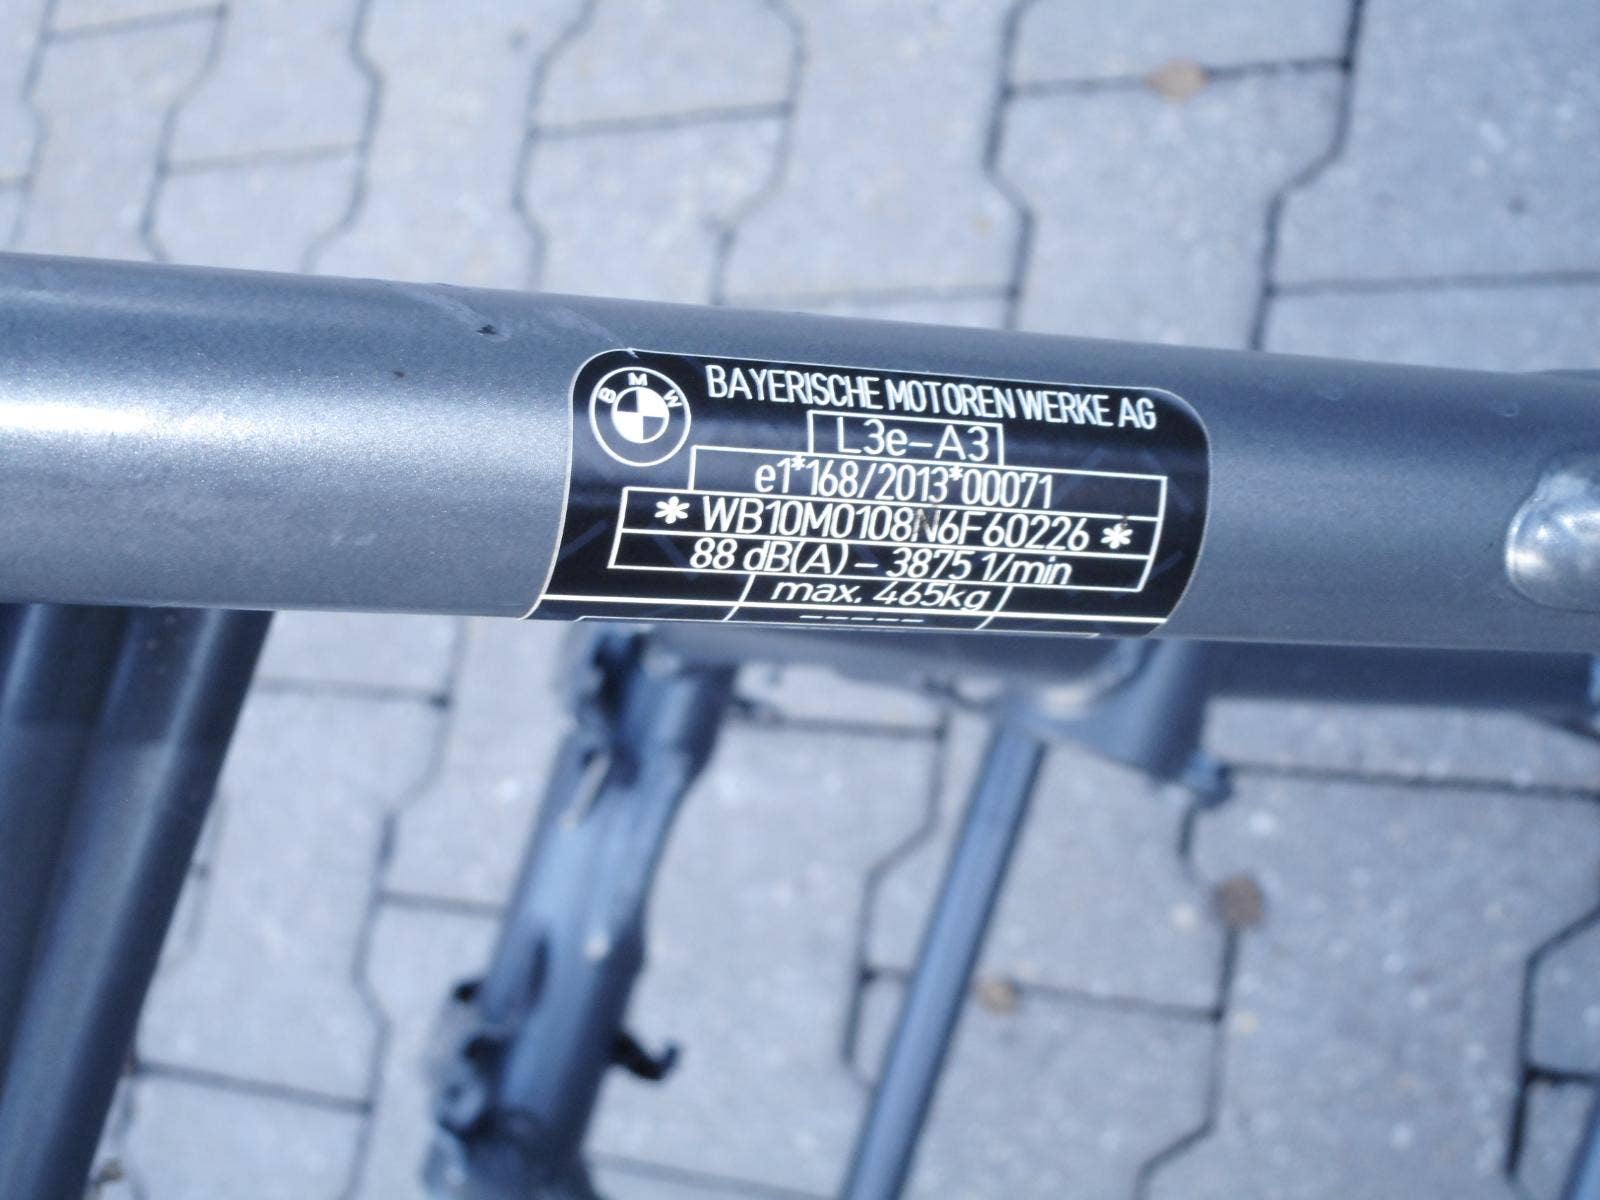 BMW
BAYERISCHE MOTOREN WERKE AG
L3e-A3
e1*168/2013*00071
* WB10M0108N6F60226 *
88 dB(A) - 3875 1/min
max. 465kg
-----